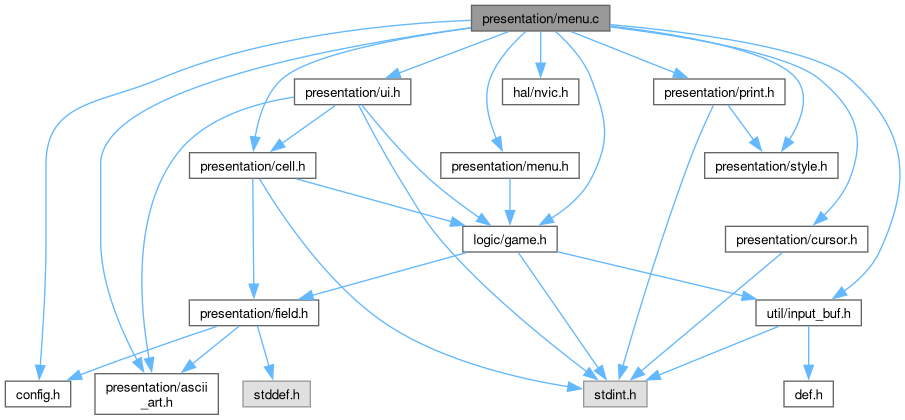 presentation/menu.c
presentation/ui.h
hal/nvic.h
presentation/print.h
presentation/cell.h
presentation/menu.h
presentation/style.h
logic/game.h
presentation/cursor.h
presentation/field.h
util/input_buf.h
config.h
presentation/ascii
_art.h
stddef.h
stdint.h
def.h